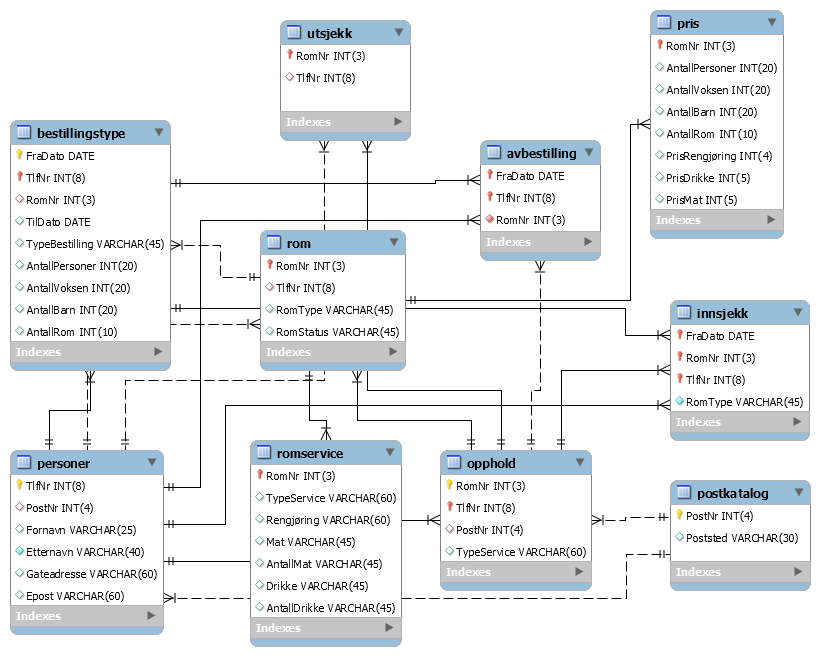 utsjekk
RomNr INT(3)
TlfNr INT(8)
Indexes
pris
RomNr INT(3)
AntallPersoner INT(20)
AntallVoksen INT(20)
AntallBarn INT(20)
AntallRom INT(10)
PrisRengjøring INT(4)
PrisDrikke INT(5)
PrisMat INT(5)
Indexes
bestillingstype
FraDato DATE
TlfNr INT(8)
RomNr INT(3)
TilDato DATE
TypeBestilling VARCHAR(45)
AntallPersoner INT(20)
AntallVoksen INT(20)
AntallBarn INT(20)
AntallRom INT(10)
Indexes
avbestilling
FraDato DATE
TlfNr INT(8)
RomNr INT(3)
Indexes
rom
RomNr INT(3)
TlfNr INT(8)
RomType VARCHAR(45)
RomStatus VARCHAR(45)
Indexes
innsjekk
FraDato DATE
RomNr INT(3)
TlfNr INT(8)
RomType VARCHAR(45)
Indexes
personer
TlfNr INT(8)
PostNr INT(4)
Fornavn VARCHAR(25)
Etternavn VARCHAR(40)
Gateadresse VARCHAR(60)
Epost VARCHAR(60)
Indexes
romservice
RomNr INT(3)
TypeService VARCHAR(60)
Rengjøring VARCHAR(60)
Mat VARCHAR(45)
AntallMat VARCHAR(45)
Drikke VARCHAR(45)
AntallDrikke VARCHAR(45)
Indexes
opphold
RomNr INT(3)
TlfNr INT(8)
PostNr INT(4)
TypeService VARCHAR(60)
Indexes
postkatalog
PostNr INT(4)
Poststed VARCHAR(30)
Indexes